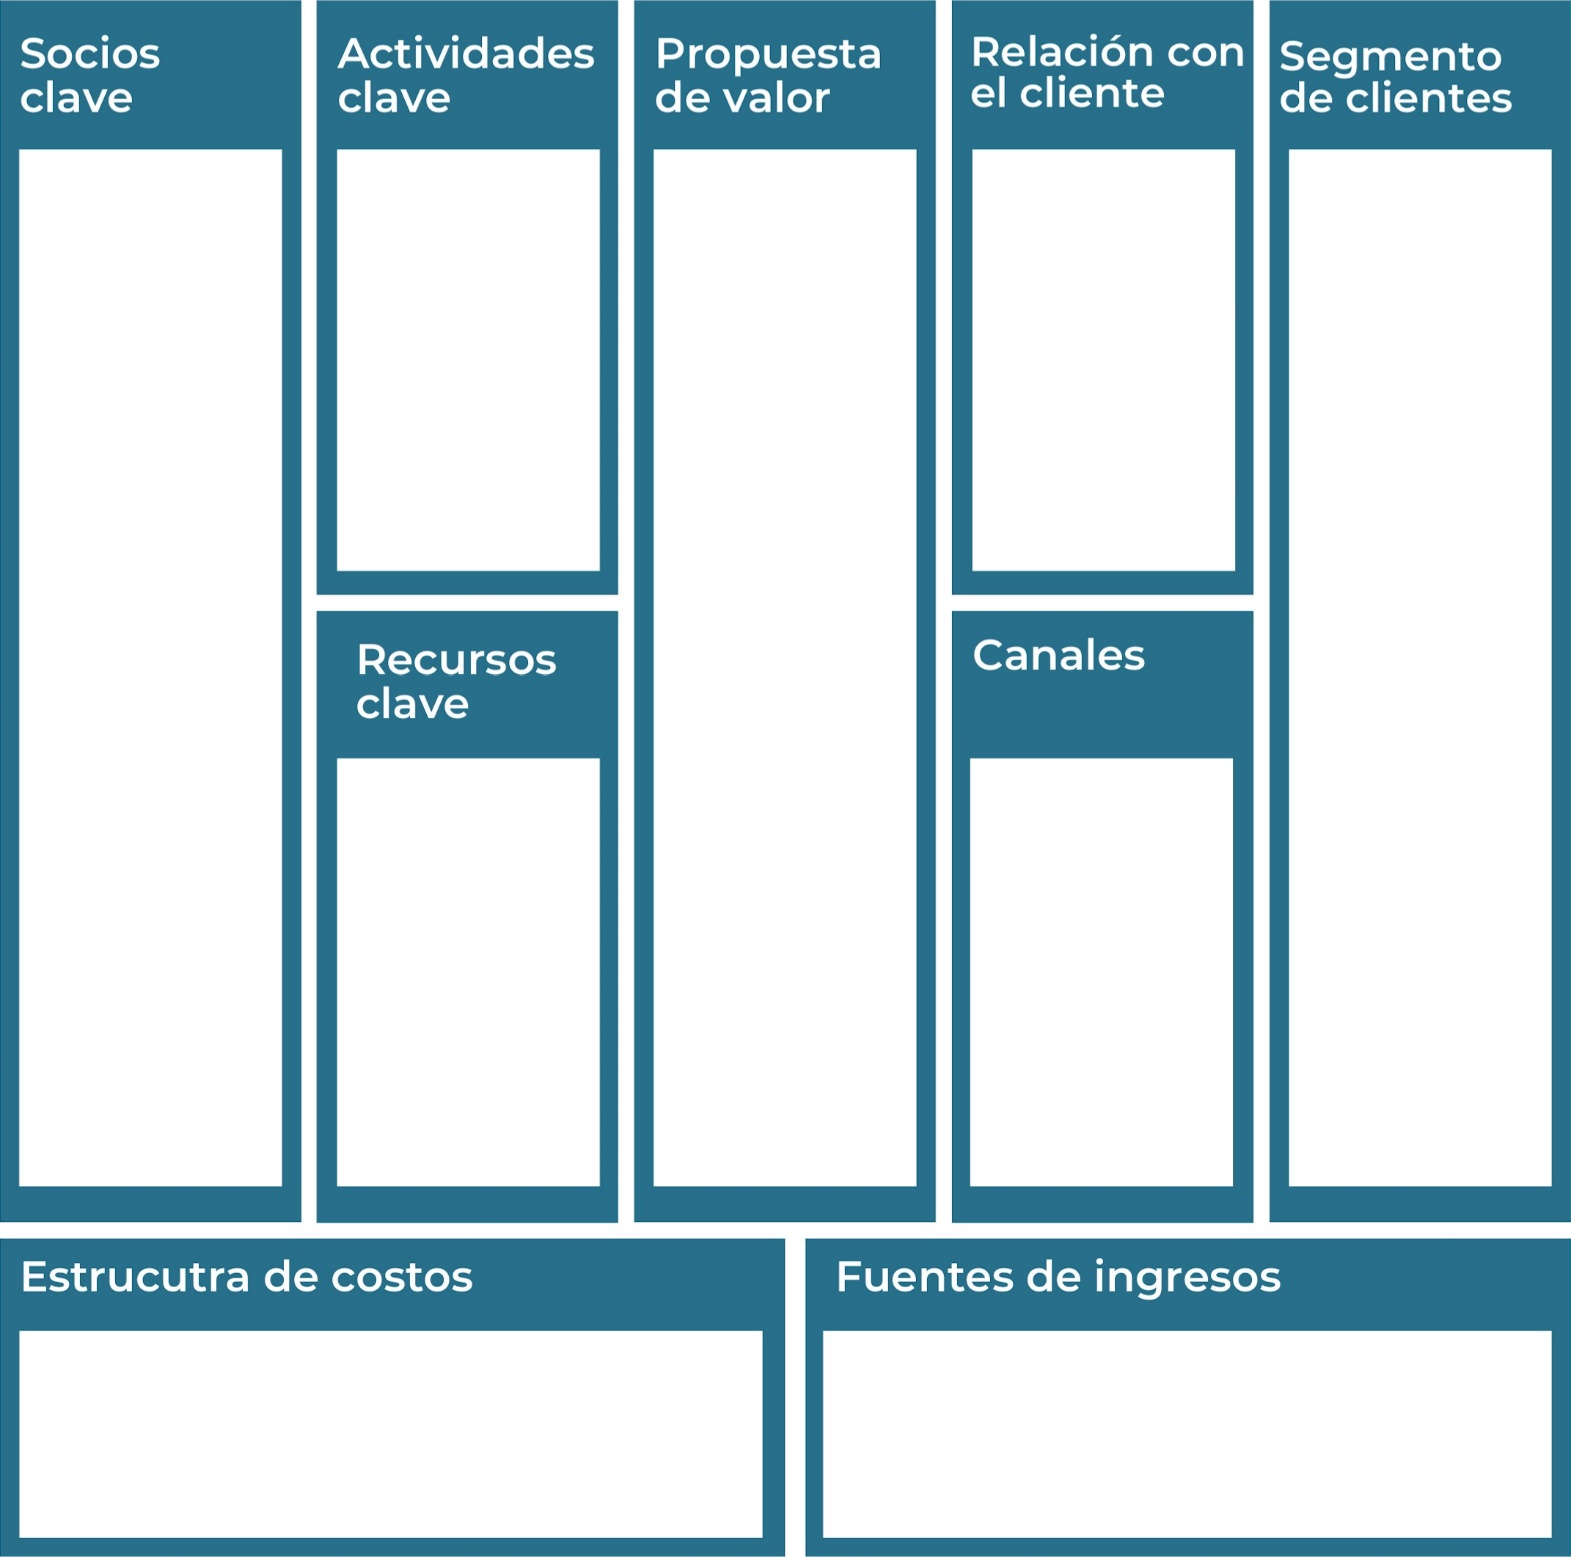 Socios
clave
Actividades
clave
Propuesta
de valor
Relación con
el cliente
Segmento
de clientes
Recursos
clave
Canales
Estrucutra de costos
Fuentes de ingresos